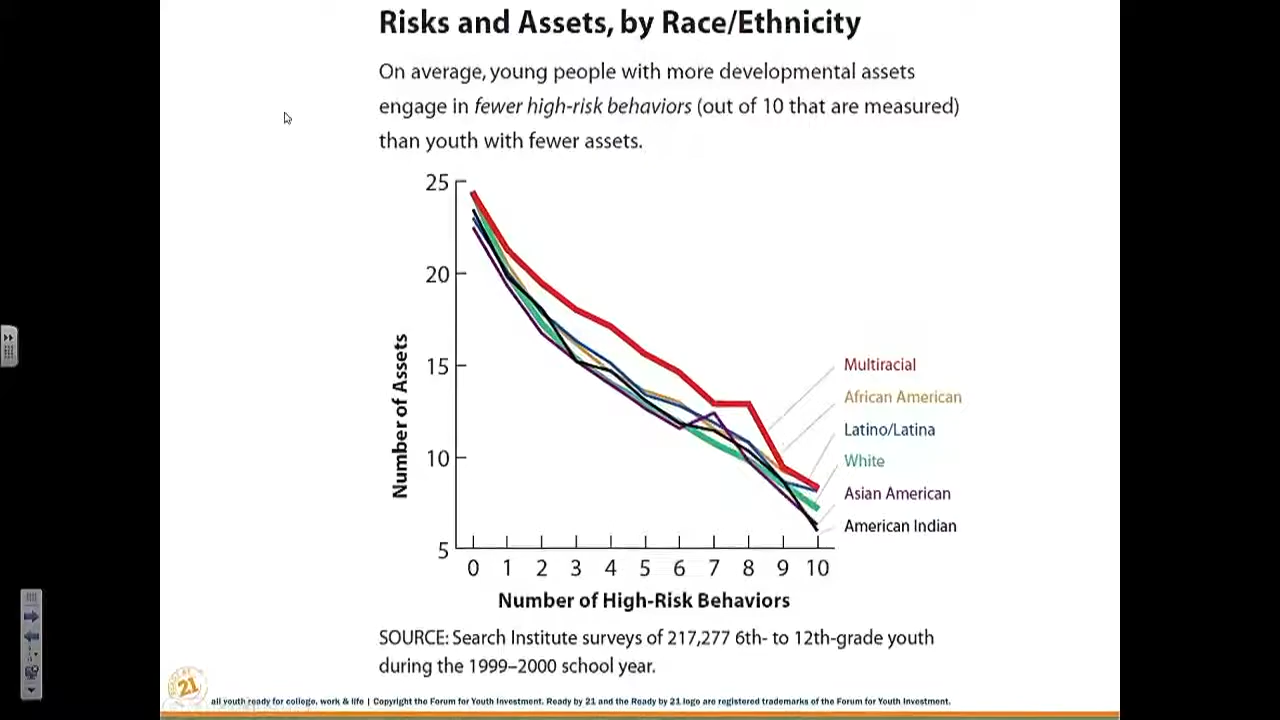 Risks and Assets, by Race/Ethnicity
On average, young people with more developmental assets
engage in fewer high-risk behaviors (out of 10 that are measured)
than youth with fewer assets.
25
20
15
10
5
Number of Assets
Multiracial
African American
Latino/Latina
White
Asian American
American Indian
0 1 2 3 4 5 6 7 8 9 10
Number of High-Risk Behaviors
SOURCE: Search Institute surveys of 217,277 6th- to 12th-grade youth
during the 1999–2000 school year.
21
all youth ready for college, work & life | Copyright the Forum for Youth Investment. Ready by 21 and the Ready by 21 logo are registered trademarks of the Forum for Youth Investment.